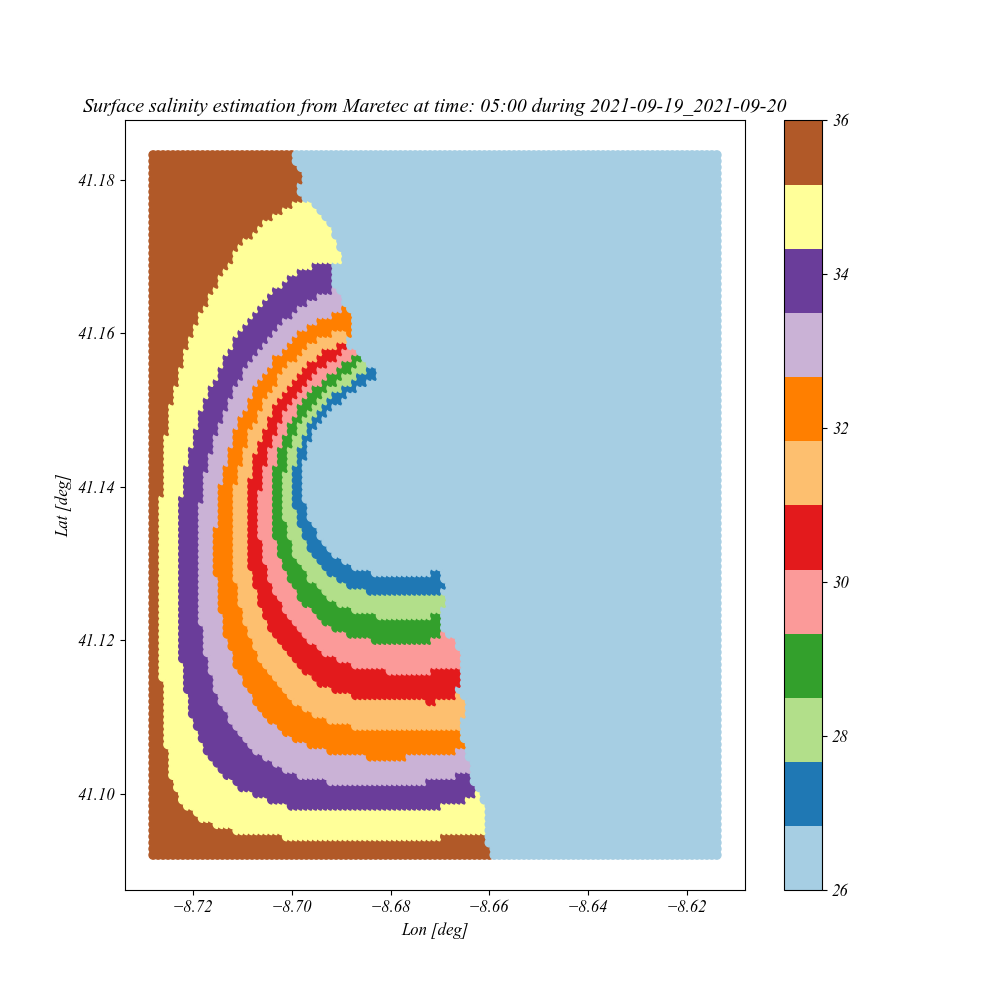 Surface salinity estimation from Maretec at time: 05:00 during 2021-09-19_2021-09-20
36
41.18
34
41.16
32
Lat [deg]
41.14
30
41.12
28
41.10
26
−8.72 −8.70 −8.68 −8.66 −8.64 −8.62
Lon [deg]